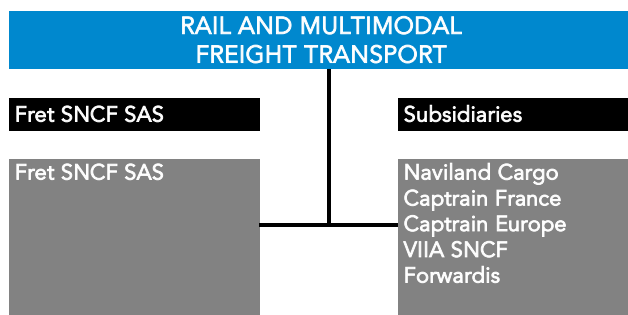 RAIL AND MULTIMODAL
FREIGHT TRANSPORT
Fret SNCF SAS
Fret SNCF SAS
Subsidiaries
Naviland Cargo
Captrain France
Captrain Europe
VIIA SNCF
Forwardis